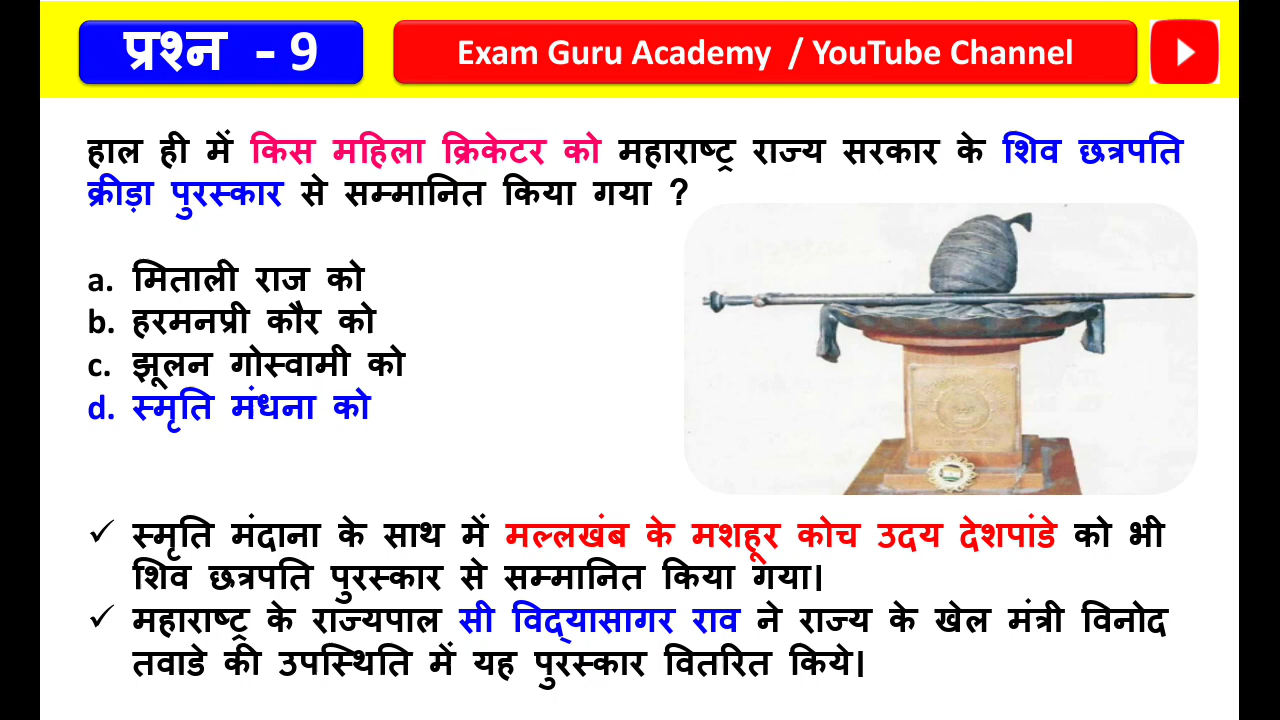 प्रश्न - 9
Exam Guru Academy / YouTube Channel
हाल ही में किस महिला क्रिकेटर को महाराष्ट्र राज्य सरकार के शिव छत्रपति
क्रीड़ा पुरस्कार से सम्मानित किया गया ?
a. मिताली राज को
b. हरमनप्री कौर को
c. झूलन गोस्वामी को
d. स्मृति मंधना को
✓ स्मृति मंदाना के साथ में मल्लखंब के मशहूर कोच उदय देशपांडे को भी
शिव छत्रपति पुरस्कार से सम्मानित किया गया।
✓ महाराष्ट्र के राज्यपाल सी विद्यासागर राव ने राज्य के खेल मंत्री विनोद
तवाडे की उपस्थिति में यह पुरस्कार वितरित किये।